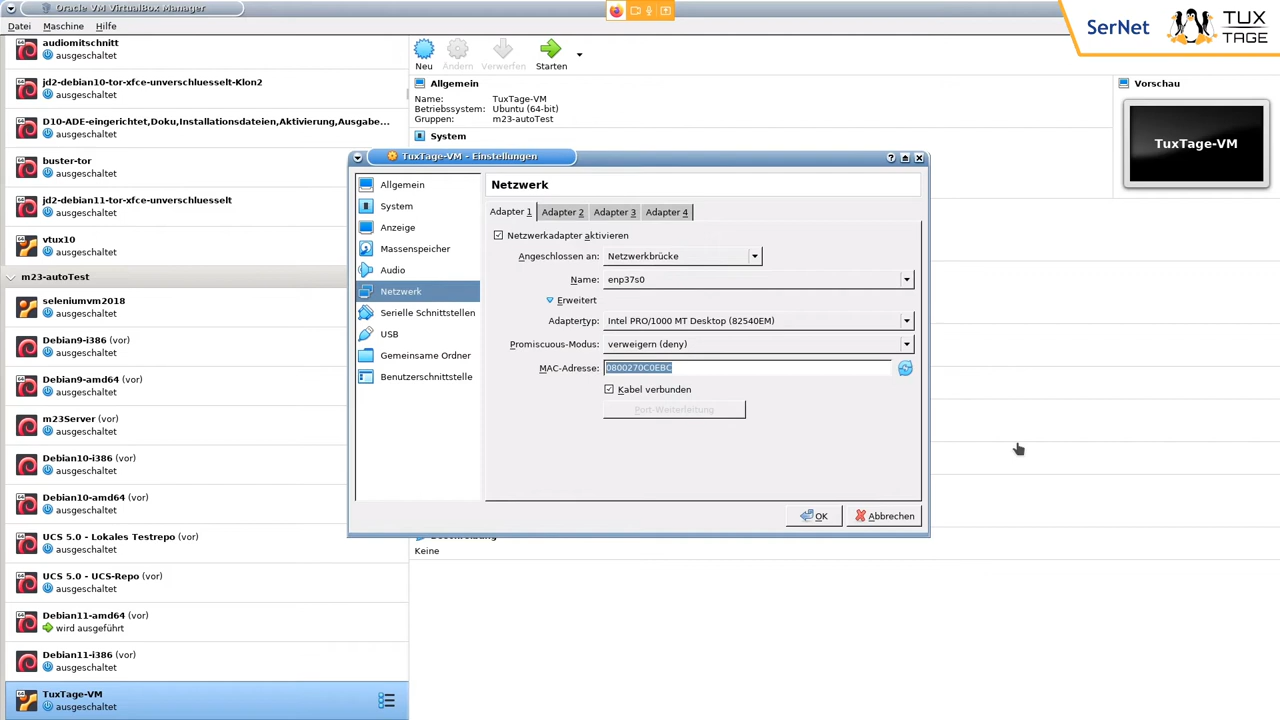 Oracle VM VirtualBox Manager
Datei Maschine Hilfe
audiomitschnitt
ausgeschaltet
jd2-debian10-tor-xfce-unverschluesselt-Klon2
ausgeschaltet
D10-ADE-eingerichtet,Doku,Installationsdateien,Aktivierung,Ausgabe...
ausgeschaltet
buster-tor
ausgeschaltet
jd2-debian11-tor-xfce-unverschluesselt
ausgeschaltet
vtux10
ausgeschaltet
m23-autoTest
seleniumvm2018
ausgeschaltet
Debian9-i386 (vor)
ausgeschaltet
Debian9-amd64 (vor)
ausgeschaltet
m23Server (vor)
ausgeschaltet
Debian10-i386 (vor)
ausgeschaltet
Debian10-amd64 (vor)
ausgeschaltet
UCS 5.0 - Lokales Testrepo (vor)
ausgeschaltet
UCS 5.0 - UCS-Repo (vor)
ausgeschaltet
Debian11-amd64 (vor)
wird ausgeführt
Debian11-i386 (vor)
ausgeschaltet
TuxTage-VM
ausgeschaltet
Neu Ändern Verwerfen Starten
Allgemein
Name: TuxTage-VM
Betriebssystem: Ubuntu (64-bit)
Gruppen: m23-autoTest
System
Vorschau
TuxTage-VM
SerNet
TUX
TAGE
TuxTage-VM - Einstellungen
Allgemein
System
Anzeige
Massenspeicher
Audio
Netzwerk
Serielle Schnittstellen
USB
Gemeinsame Ordner
Benutzerschnittstelle
Netzwerk
Adapter 1 Adapter 2 Adapter 3 Adapter 4
Netzwerkadapter aktivieren
Angeschlossen an: Netzwerkbrücke
Name: enp37s0
Erweitert
Adaptertyp: Intel PRO/1000 MT Desktop (82540EM)
Promiscuous-Modus: verweigern (deny)
MAC-Adresse: 0800270C0EBC
Kabel verbunden
Port-Weiterleitung
OK Abbrechen
Keine